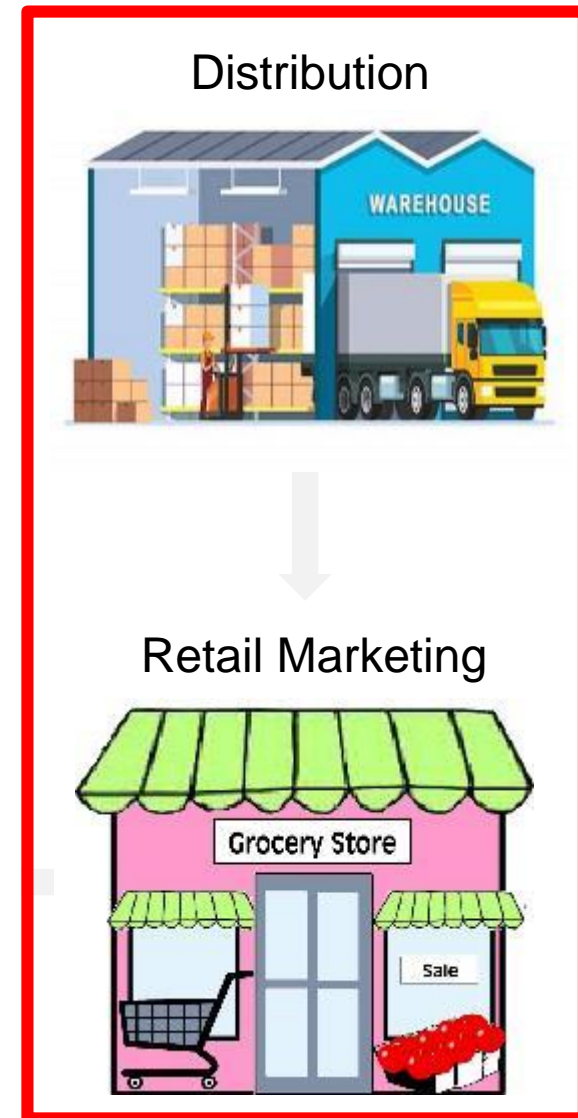 Distribution
WAREHOUSE
Retail Marketing
Grocery Store
Sale